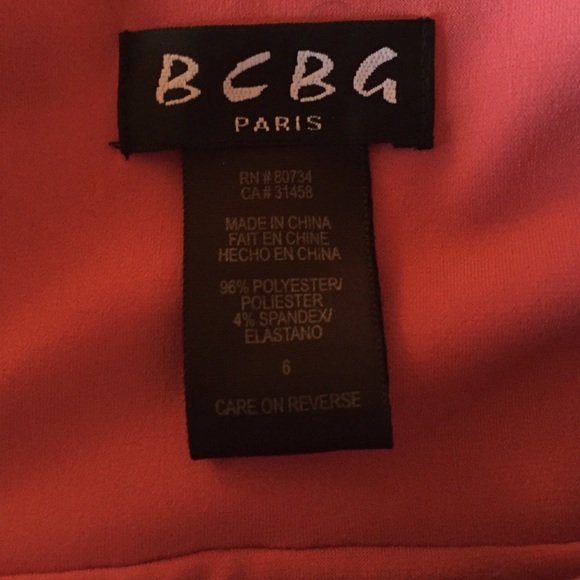 BCBG
PARIS
RN # 80734
CA # 31458
MADE IN CHINA
FAIT EN CHINE
HECHO EN CHINA
96% POLYESTER/
POLIESTER
4% SPANDEX/
ELASTANO
6
CARE ON REVERSE